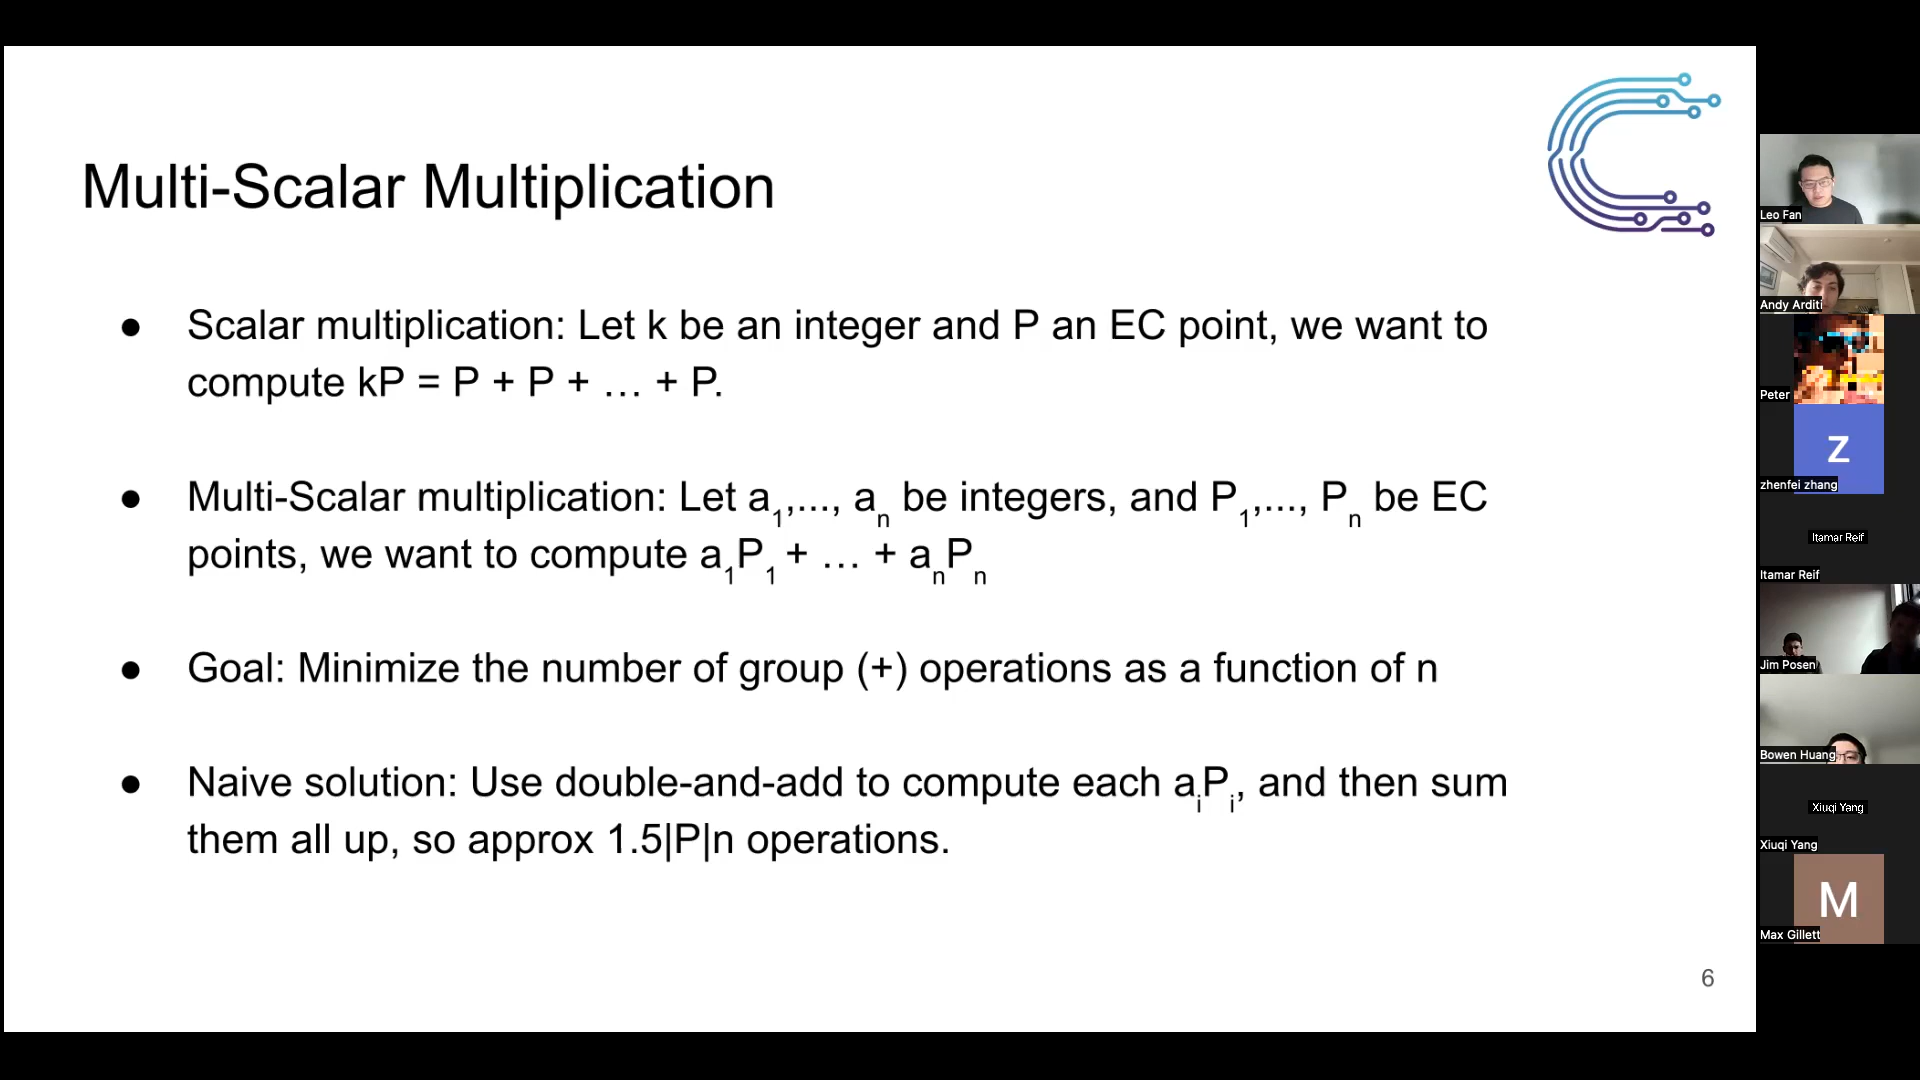 Multi-Scalar Multiplication
● Scalar multiplication: Let k be an integer and P an EC point, we want to
compute kP = P + P + … + P.
● Multi-Scalar multiplication: Let a₁,..., aₙ be integers, and P₁,..., Pₙ be EC
points, we want to compute a₁P₁ + … + aₙPₙ
● Goal: Minimize the number of group (+) operations as a function of n
● Naive solution: Use double-and-add to compute each aᵢPᵢ, and then sum
them all up, so approx 1.5|P|n operations.
6
Leo Fan
Andy Arditi
Peter
Z
zhenfei zhang
Itamar Reif
Itamar Reif
Jim Posen
Bowen Huang
Xiuqi Yang
Xiuqi Yang
M
Max Gillett